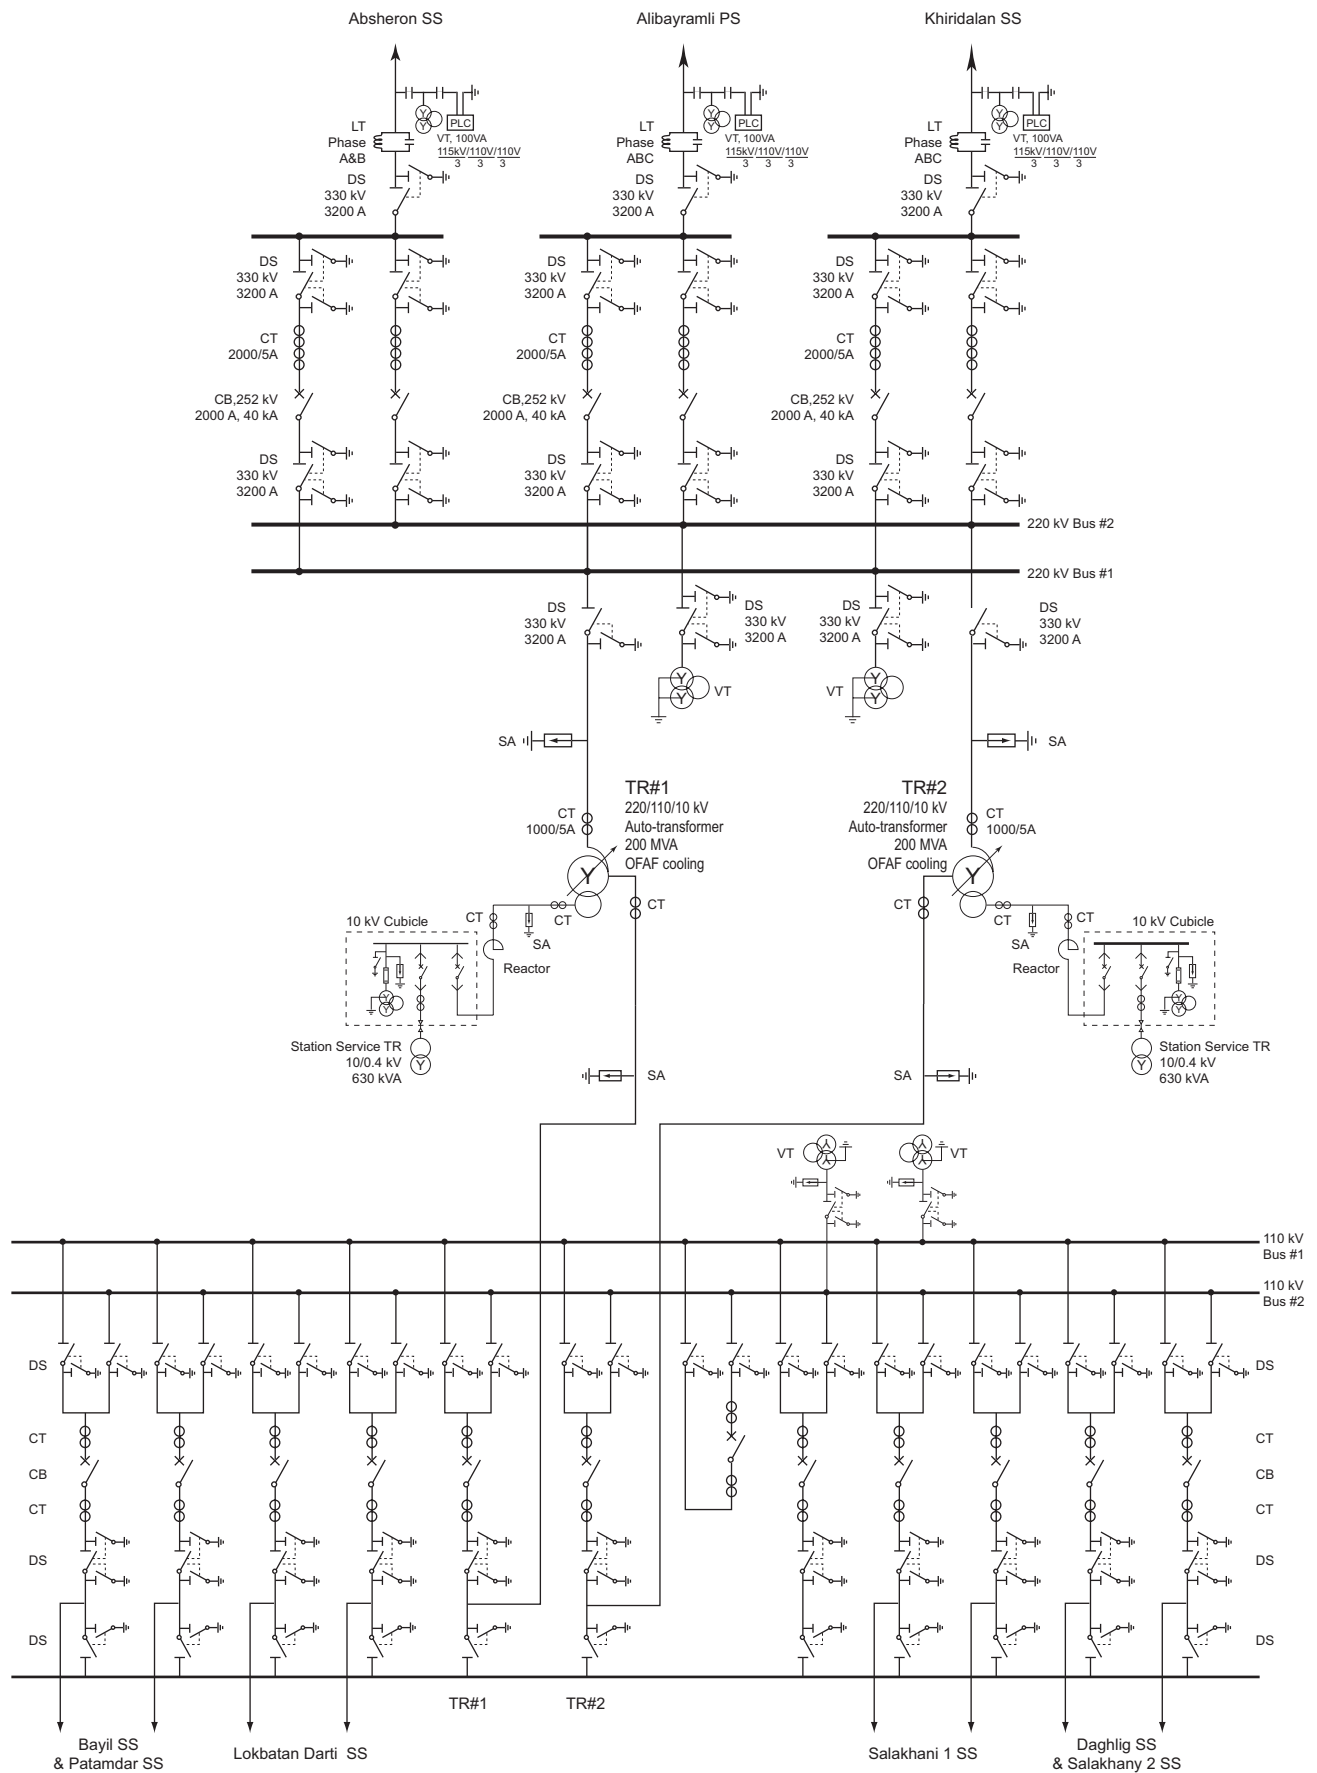 Absheron SS
Alibayramli PS
Khiridalan SS
LT
Phase
A&B
PLC
VT, 100VA
115kV/110V/110V
3 3 3
DS
330 kV
3200 A
LT
Phase
ABC
PLC
VT, 100VA
115kV/110V/110V
3 3 3
DS
330 kV
3200 A
LT
Phase
ABC
PLC
VT, 100VA
115kV/110V/110V
3 3 3
DS
330 kV
3200 A
DS
330 kV
3200 A
CT
2000/5A
CB,252 kV
2000 A, 40 kA
DS
330 kV
3200 A
DS
330 kV
3200 A
CT
2000/5A
CB,252 kV
2000 A, 40 kA
DS
330 kV
3200 A
DS
330 kV
3200 A
CT
2000/5A
CB,252 kV
2000 A, 40 kA
DS
330 kV
3200 A
220 kV Bus #2
220 kV Bus #1
DS
330 kV
3200 A
DS
330 kV
3200 A
DS
330 kV
3200 A
DS
330 kV
3200 A
Y
Y
VT
VT
Y
Y
SA
SA
TR#1
220/110/10 kV
Auto-transformer
200 MVA
OFAF cooling
TR#2
220/110/10 kV
Auto-transformer
200 MVA
OFAF cooling
CT
1000/5A
CT
1000/5A
Y
Y
CT
CT
10 kV Cubicle
CT
CT
SA
Reactor
CT
CT
SA
Reactor
10 kV Cubicle
Station Service TR
10/0.4 kV
630 kVA
Y
Y
Station Service TR
10/0.4 kV
630 kVA
SA
SA
VT
VT
110 kV
Bus #1
110 kV
Bus #2
DS
DS
CT
CT
CB
CB
CT
CT
DS
DS
DS
DS
TR#1
TR#2
Bayil SS
& Patamdar SS
Lokbatan Darti SS
Salakhani 1 SS
Daghlig SS
& Salakhany 2 SS